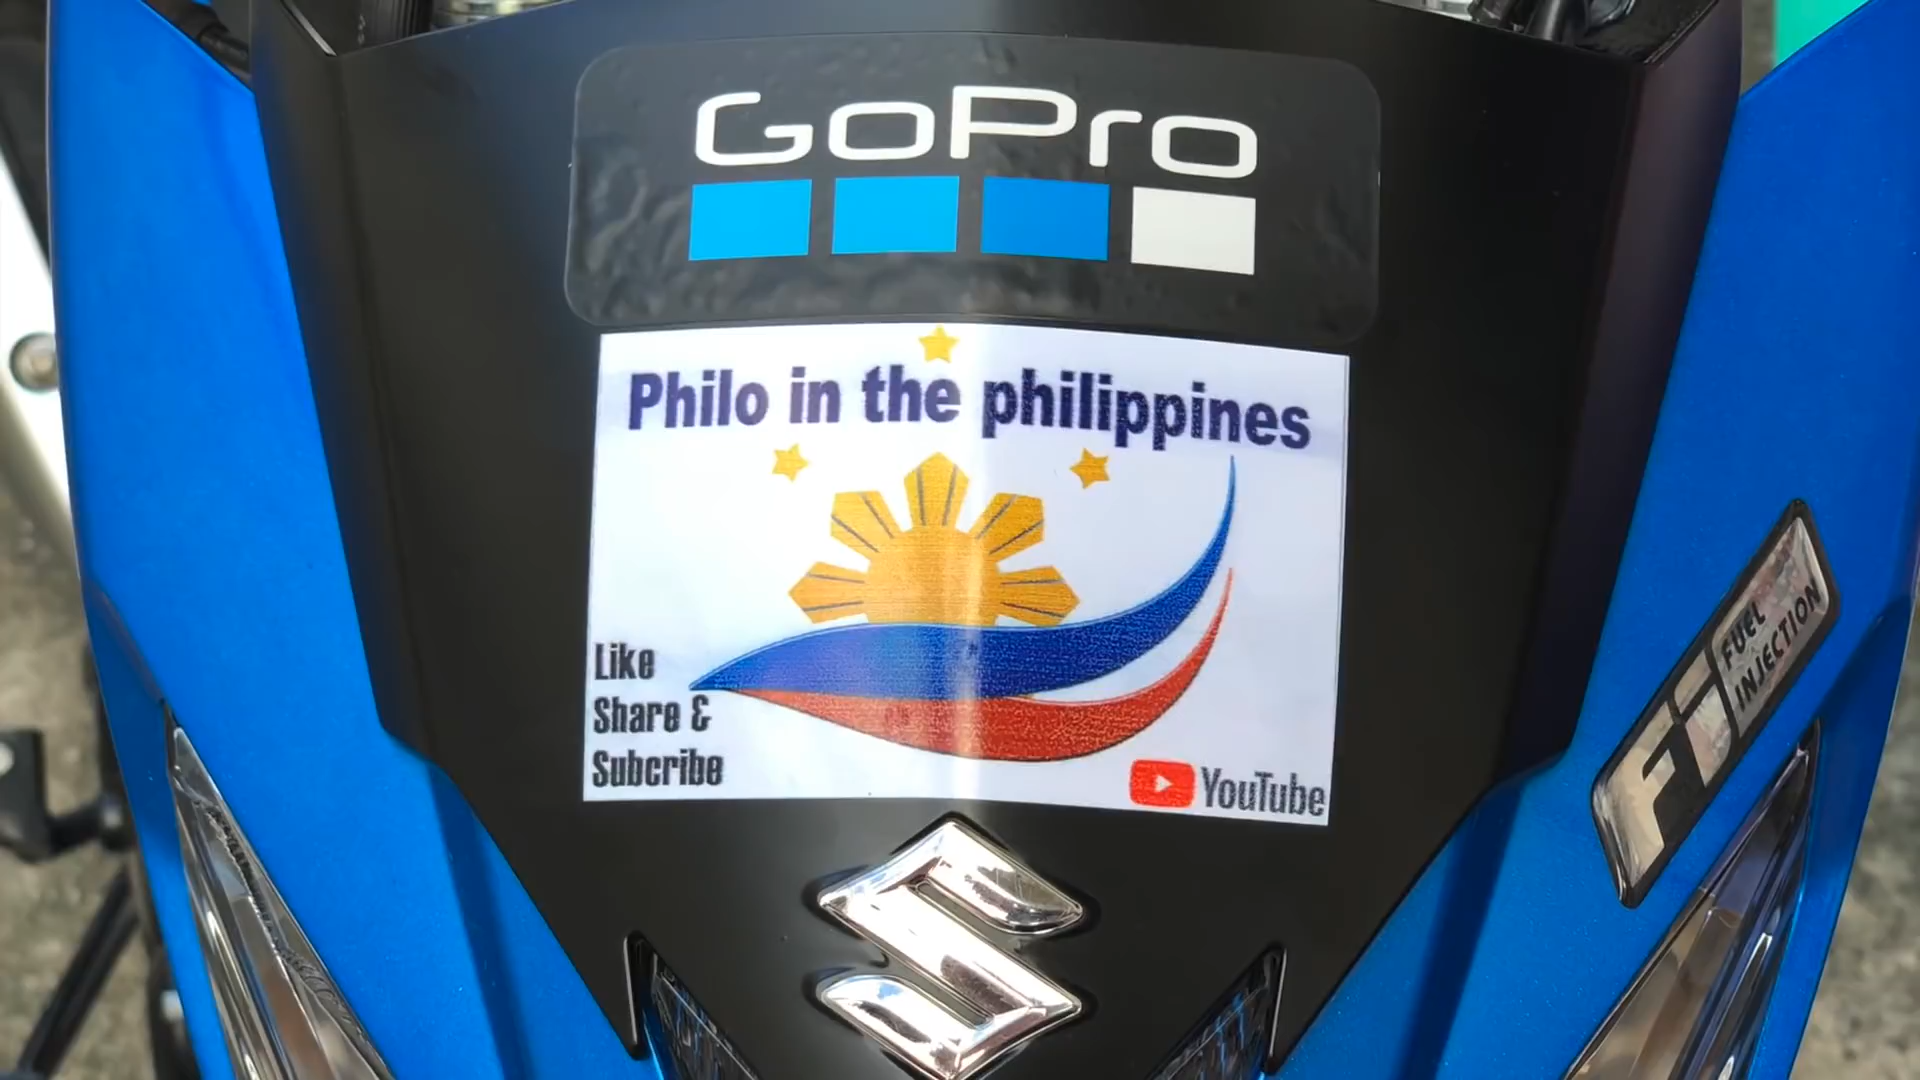 GoPro
Philo in the philippines
Like
Share &
Subcribe
YouTube
Fi FUEL
INJECTION